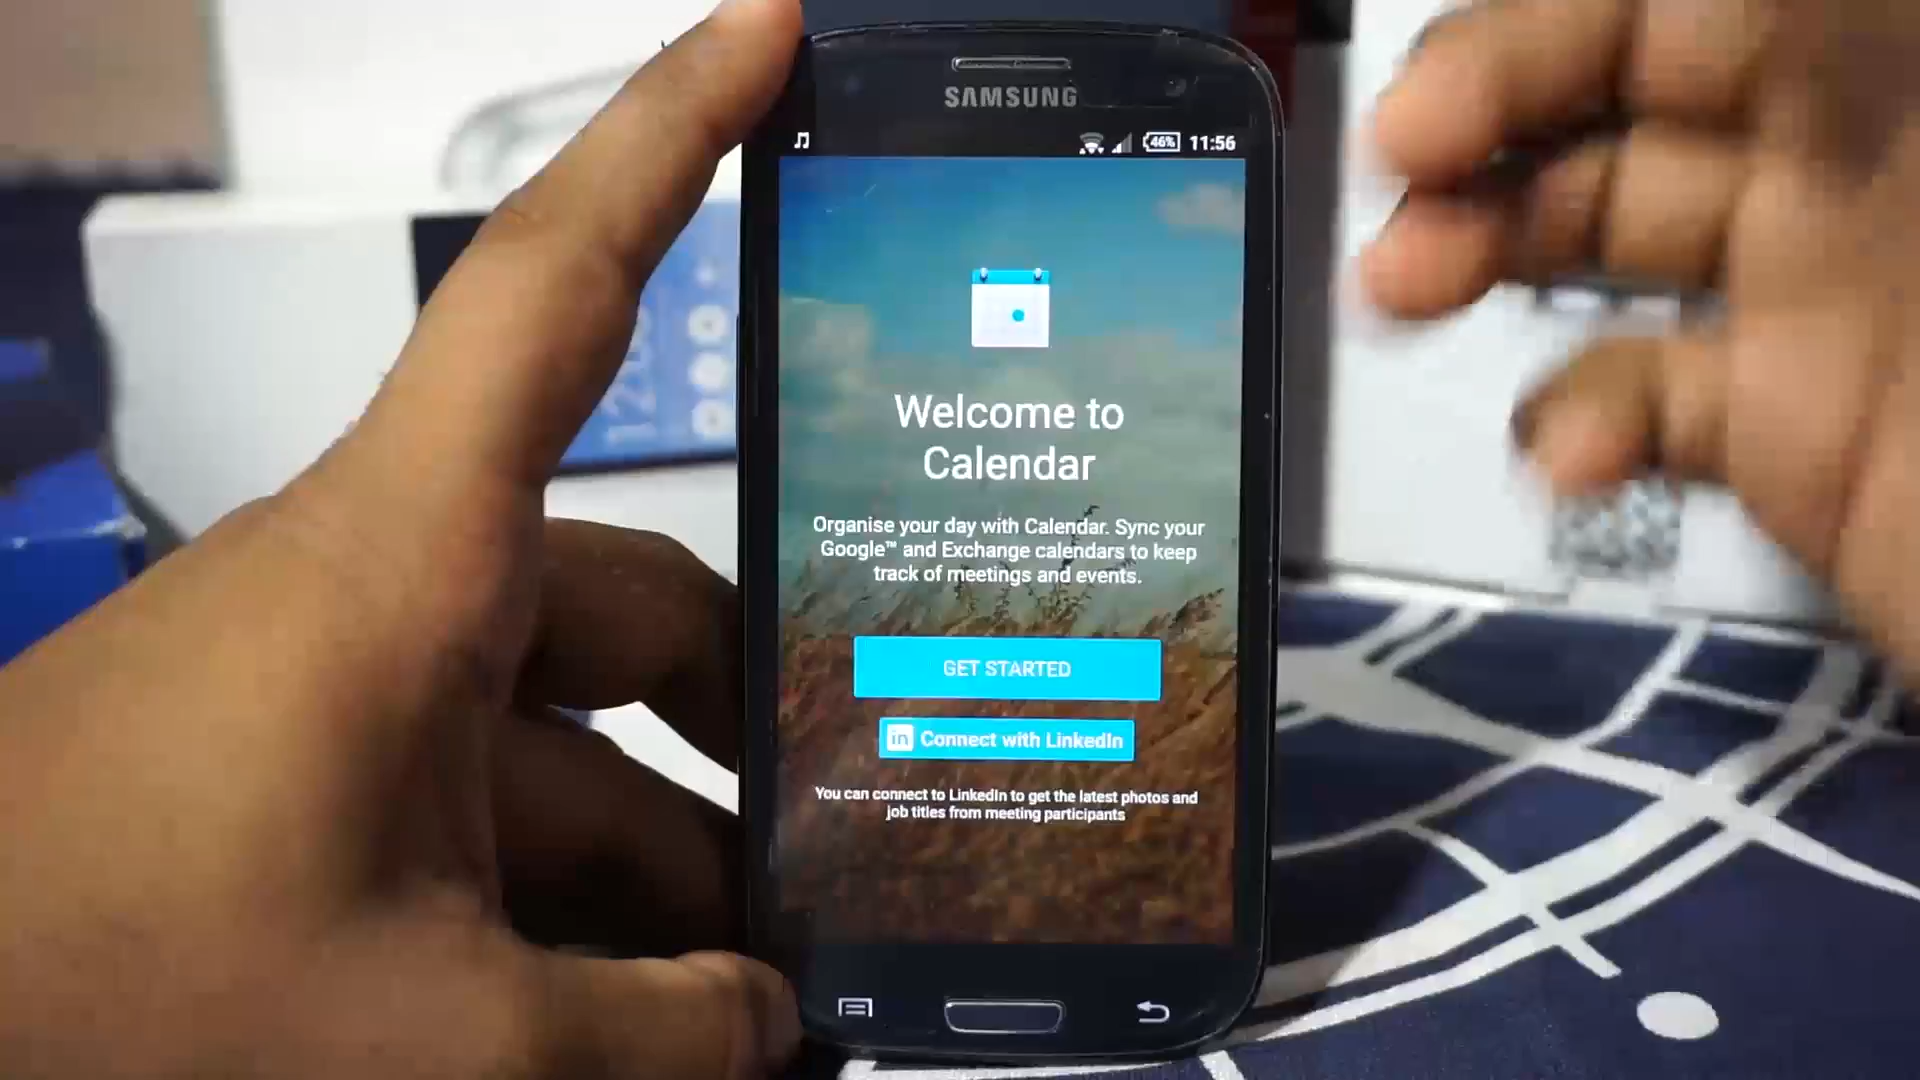 SAMSUNG
46% 11:56
Welcome to
Calendar
Organise your day with Calendar. Sync your
Google™ and Exchange calendars to keep
track of meetings and events.
GET STARTED
in Connect with LinkedIn
You can connect to LinkedIn to get the latest photos and
job titles from meeting participants